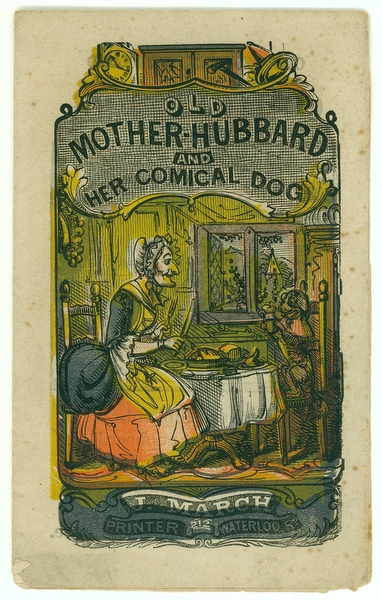 OLD
MOTHER-HUBBARD
AND
HER COMICAL DOG
T MARCH
PRINTER 212 WATERLOO ST